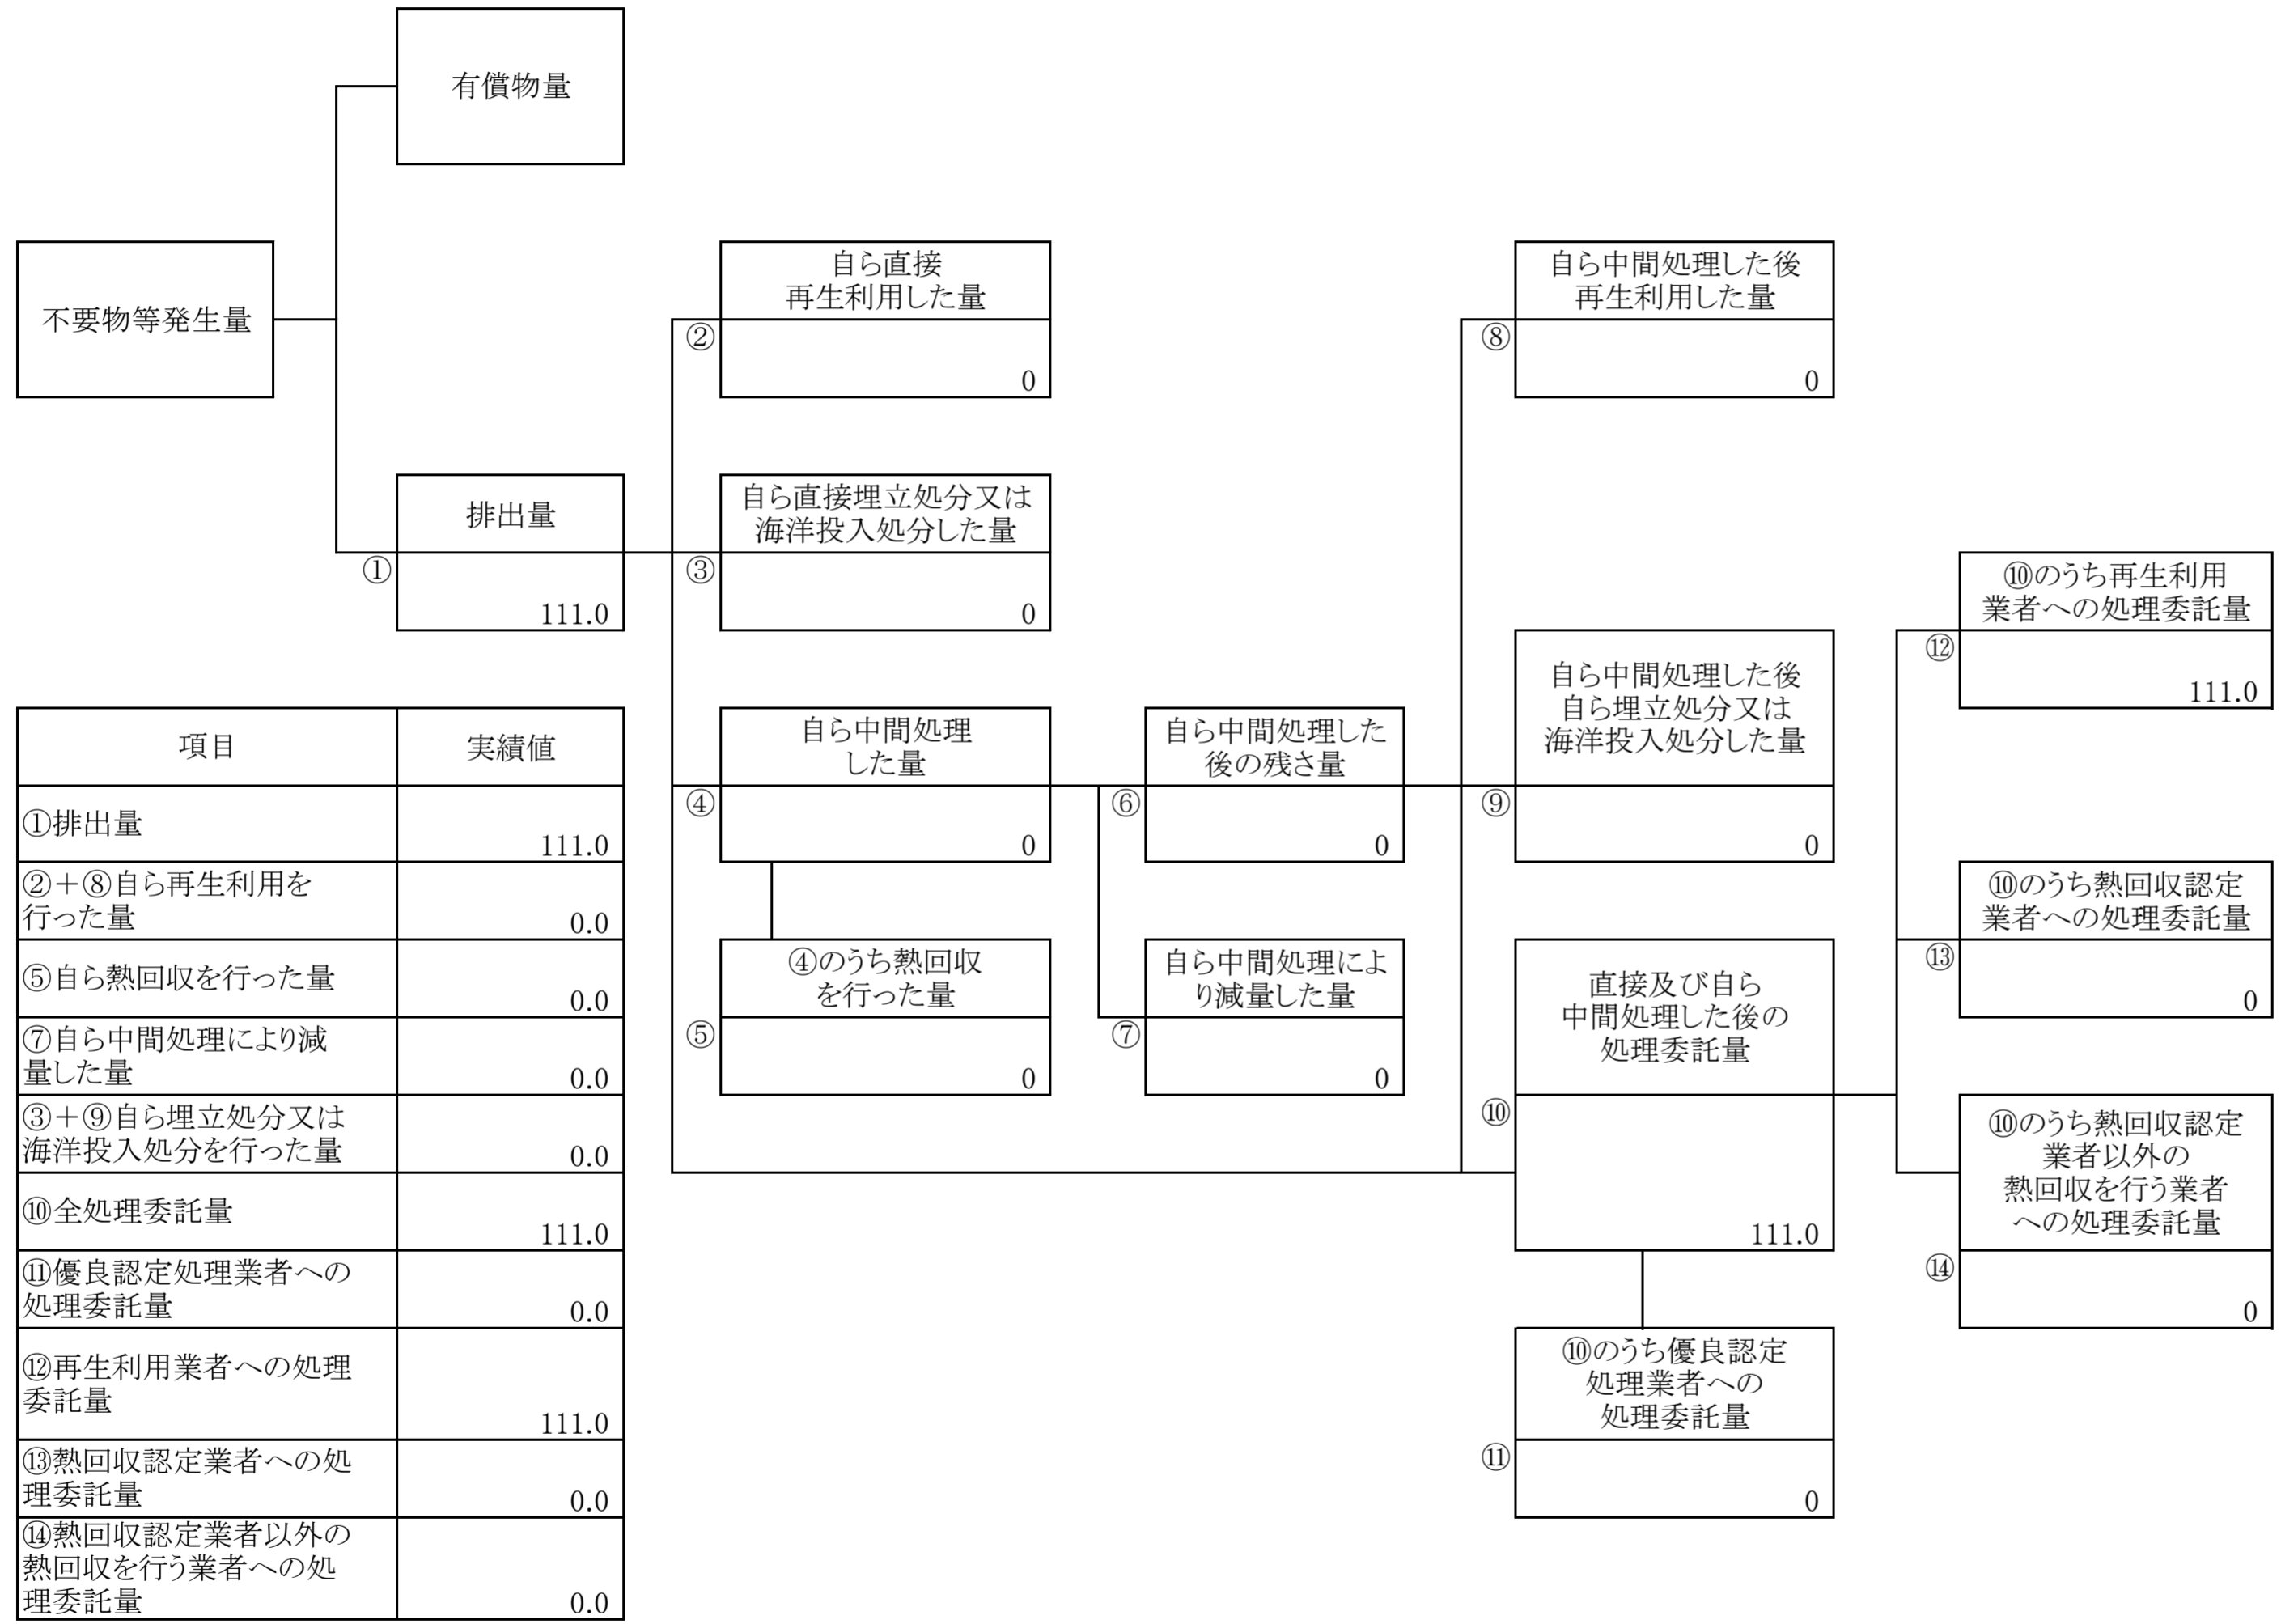 有償物量
不要物等発生量
自ら直接
再生利用した量
②
0
自ら中間処理した後
再生利用した量
⑧
0
排出量
①
111.0
自ら直接埋立処分又は
海洋投入処分した量
③
0
⑩のうち再生利用
業者への処理委託量
⑫
111.0
自ら中間処理
した量
④
0
自ら中間処理した
後の残さ量
⑥
0
自ら中間処理した後
自ら埋立処分又は
海洋投入処分した量
⑨
0
⑩のうち熱回収認定
業者への処理委託量
⑬
0
④のうち熱回収
を行った量
⑤
0
自ら中間処理によ
り減量した量
⑦
0
直接及び自ら
中間処理した後の
処理委託量
⑩
111.0
⑩のうち熱回収認定
業者以外の
熱回収を行う業者
への処理委託量
⑭
0
⑩のうち優良認定
処理業者への
処理委託量
⑪
0
項目 実績値
①排出量
111.0
②+⑧自ら再生利用を
行った量
0.0
⑤自ら熱回収を行った量
0.0
⑦自ら中間処理により減
量した量
0.0
③+⑨自ら埋立処分又は
海洋投入処分を行った量
0.0
⑩全処理委託量
111.0
⑪優良認定処理業者への
処理委託量
0.0
⑫再生利用業者への処理
委託量
111.0
⑬熱回収認定業者への処
理委託量
0.0
⑭熱回収認定業者以外の
熱回収を行う業者への処
理委託量
0.0